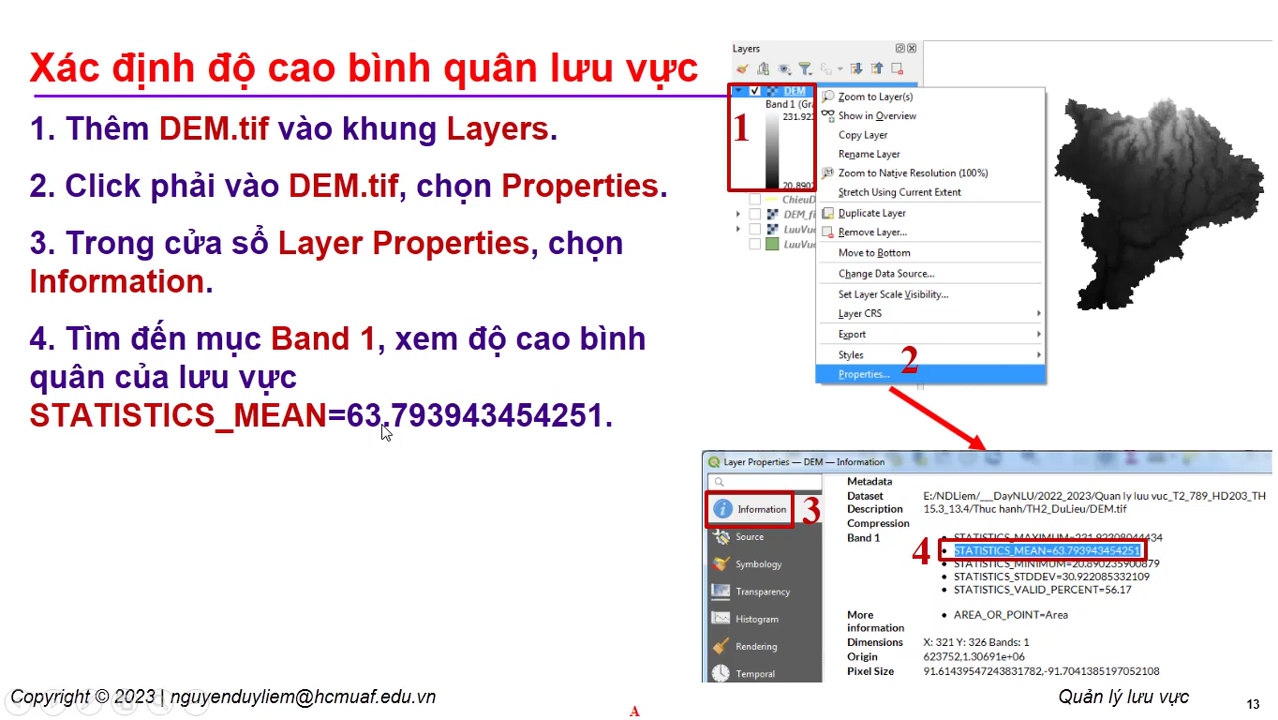 Xác định độ cao bình quân lưu vực
1. Thêm DEM.tif vào khung Layers.
2. Click phải vào DEM.tif, chọn Properties.
3. Trong cửa sổ Layer Properties, chọn
Information.
4. Tìm đến mục Band 1, xem độ cao bình
quân của lưu vực
STATISTICS_MEAN=63.793943454251.
Layers
DEM
Band 1 (Gra
231.923
1
20.8902
ChieuD
DEM_fi
LuuVuc
LuuVu
Zoom to Layer(s)
Show in Overview
Copy Layer
Rename Layer
Zoom to Native Resolution (100%)
Stretch Using Current Extent
Duplicate Layer
Remove Layer...
Move to Bottom
Change Data Source...
Set Layer Scale Visibility...
Layer CRS
Export
Styles
Properties...
2
Layer Properties — DEM — Information
Information
3
Source
Symbology
Transparency
Histogram
Rendering
Temporal
Metadata
Dataset E:/NDLiem/___DayNLU/2022_2023/Quan ly luu vuc_T2_789_HD203_TH
Description 15.3_13.4/Thuc hanh/TH2_DuLieu/DEM.tif
Compression
Band 1
STATISTICS_MAXIMUM=231.92308044434
4
STATISTICS_MEAN=63.793943454251
STATISTICS_MINIMUM=20.890235900879
STATISTICS_STDDEV=30.922085332109
STATISTICS_VALID_PERCENT=56.17
More AREA_OR_POINT=Area
information
Dimensions X: 321 Y: 326 Bands: 1
Origin 623752,1.30691e+06
Pixel Size 91.61439547243831782,-91.7041385197052108
Copyright © 2023 | nguyenduyliem@hcmuaf.edu.vn
A
Quản lý lưu vực
13